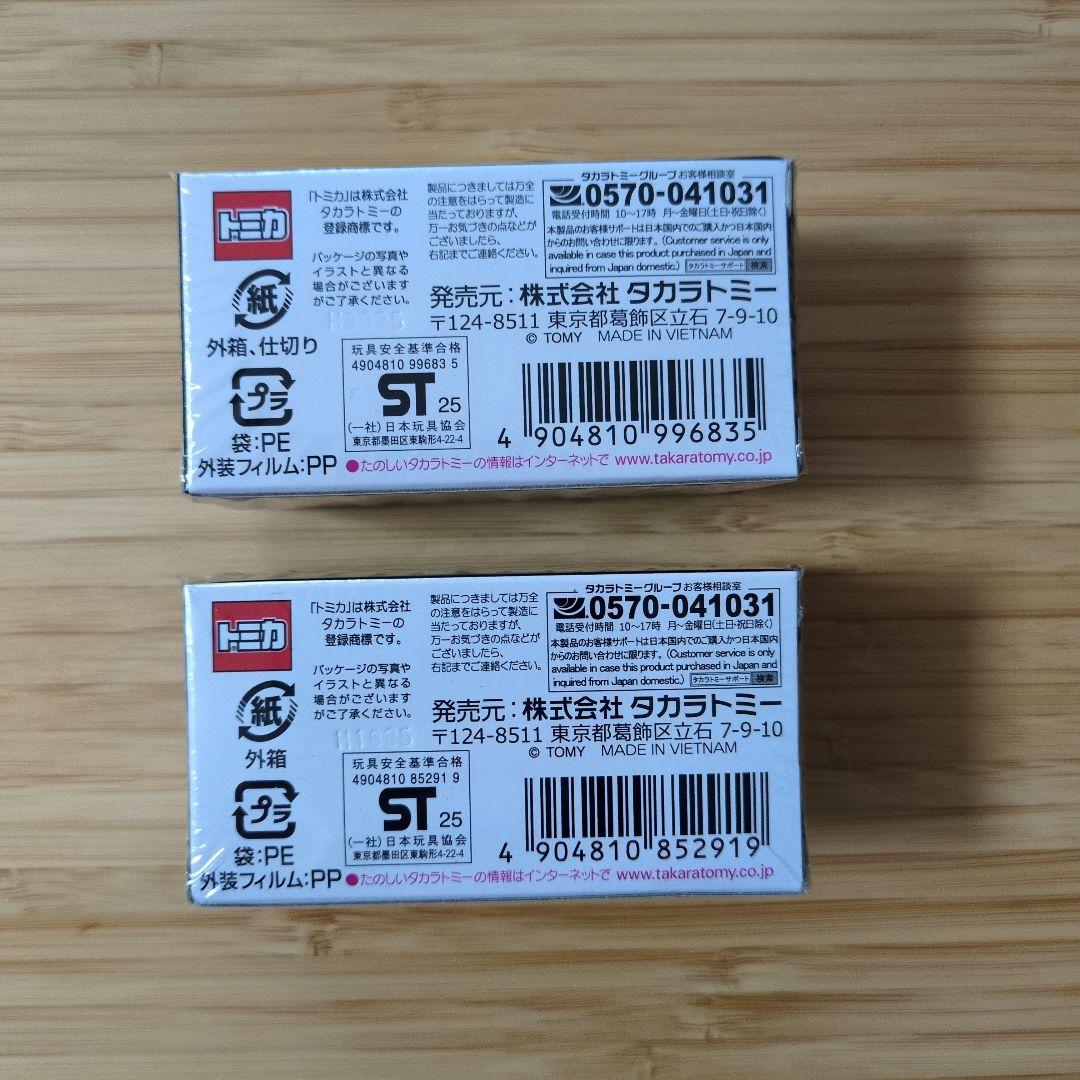 トミカ
「トミカ」は株式会社
タカラトミーの
登録商標です。
パッケージの写真や
イラストと異なる
場合がございます
がご了承ください。
製品につきましては万全
の注意をはらって製造に
当たっておりますが、
万一お気づきの点などが
ございましたら、
右記までご連絡ください。
タカラトミーグループお客様相談室
0570-041031
電話受付時間 10〜17時 月〜金曜日(土日・祝日除く)
本製品のお客様サポートは日本国内でのご購入かつ日本国内
からのお問い合わせに限ります。(Customer service is only
available in case this product purchased in Japan and
inquired from Japan domestic.) タカラトミーサポート 検索
紙
外箱、仕切り
プラ
袋:PE
外装フィルム:PP
発売元:株式会社 タカラトミー
〒124-8511 東京都葛飾区立石 7-9-10
© TOMY MADE IN VIETNAM
玩具安全基準合格
4904810 99683 5
ST 25
(一社)日本玩具協会
東京都墨田区東駒形4-22-4
4 904810 996835
●たのしいタカラトミーの情報はインターネットで www.takaratomy.co.jp
トミカ
「トミカ」は株式会社
タカラトミーの
登録商標です。
パッケージの写真や
イラストと異なる
場合がございます
がご了承ください。
111825
製品につきましては万全
の注意をはらって製造に
当たっておりますが、
万一お気づきの点などが
ございましたら、
右記までご連絡ください。
タカラトミーグループお客様相談室
0570-041031
電話受付時間 10〜17時 月〜金曜日(土日・祝日除く)
本製品のお客様サポートは日本国内でのご購入かつ日本国内
からのお問い合わせに限ります。(Customer service is only
available in case this product purchased in Japan and
inquired from Japan domestic.) タカラトミーサポート 検索
紙
外箱
プラ
袋:PE
外装フィルム:PP
発売元:株式会社 タカラトミー
〒124-8511 東京都葛飾区立石 7-9-10
© TOMY MADE IN VIETNAM
玩具安全基準合格
4904810 85291 9
ST 25
(一社)日本玩具協会
東京都墨田区東駒形4-22-4
4 904810 852919
●たのしいタカラトミーの情報はインターネットで www.takaratomy.co.jp